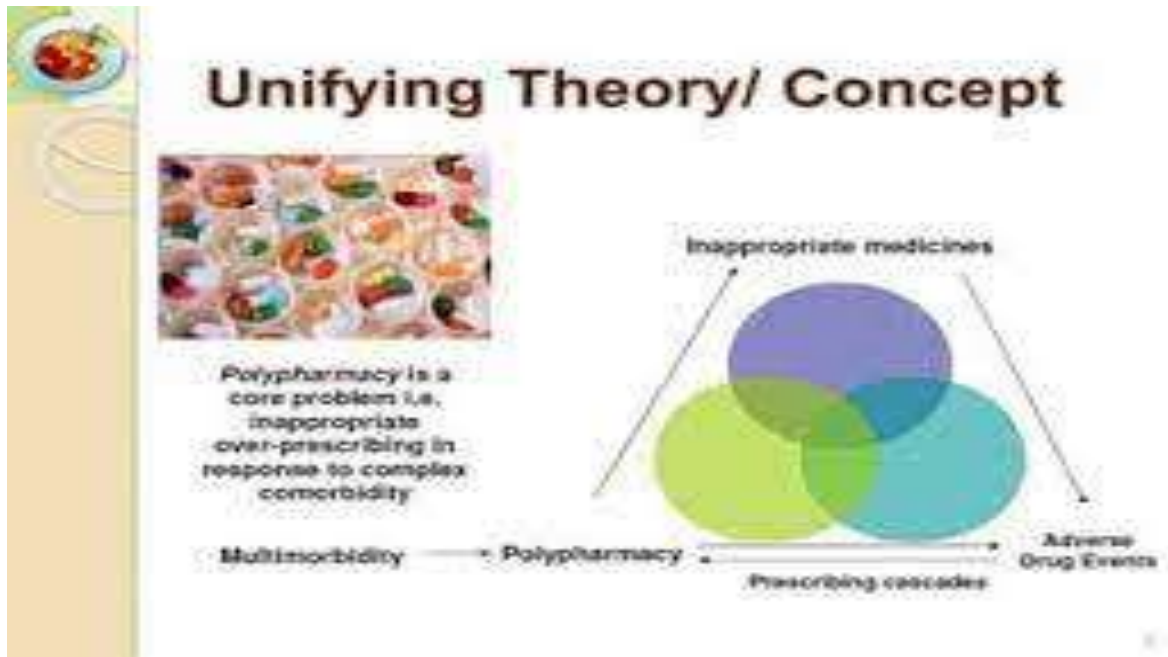 Unifying Theory/ Concept
Inappropriate medicines
Polypharmacy is a
core problem i.e.
inappropriate
over-prescribing in
response to complex
comorbidity
Multimorbidity
Polypharmacy
Adverse
Drug Events
Prescribing cascades